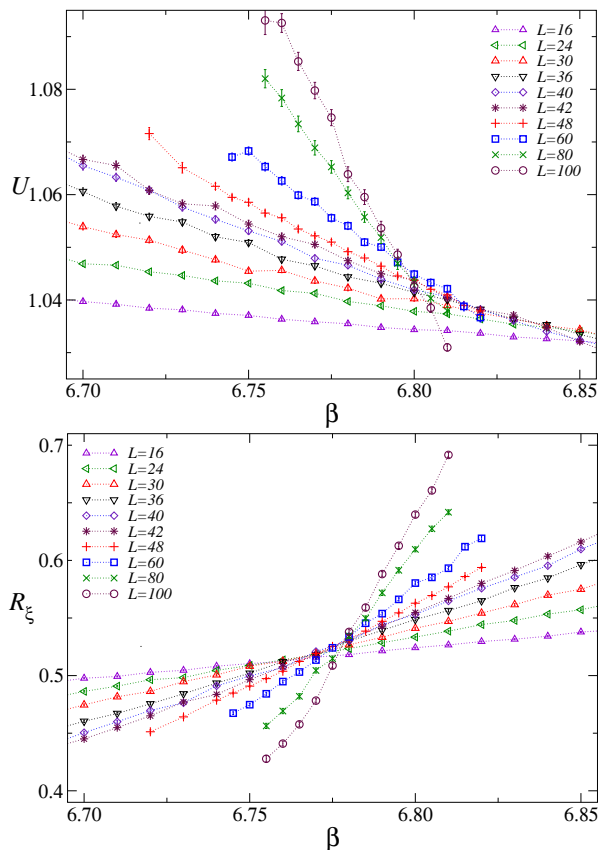 L=16
L=24
L=30
L=36
L=40
L=42
L=48
L=60
L=80
L=100
1.08
U
1.06
1.04
6.70
6.75
6.80
6.85
β
0.7
L=16
L=24
L=30
L=36
L=40
L=42
L=48
L=60
L=80
L=100
0.6
Rξ
0.5
0.4
6.70
6.75
6.80
6.85
β